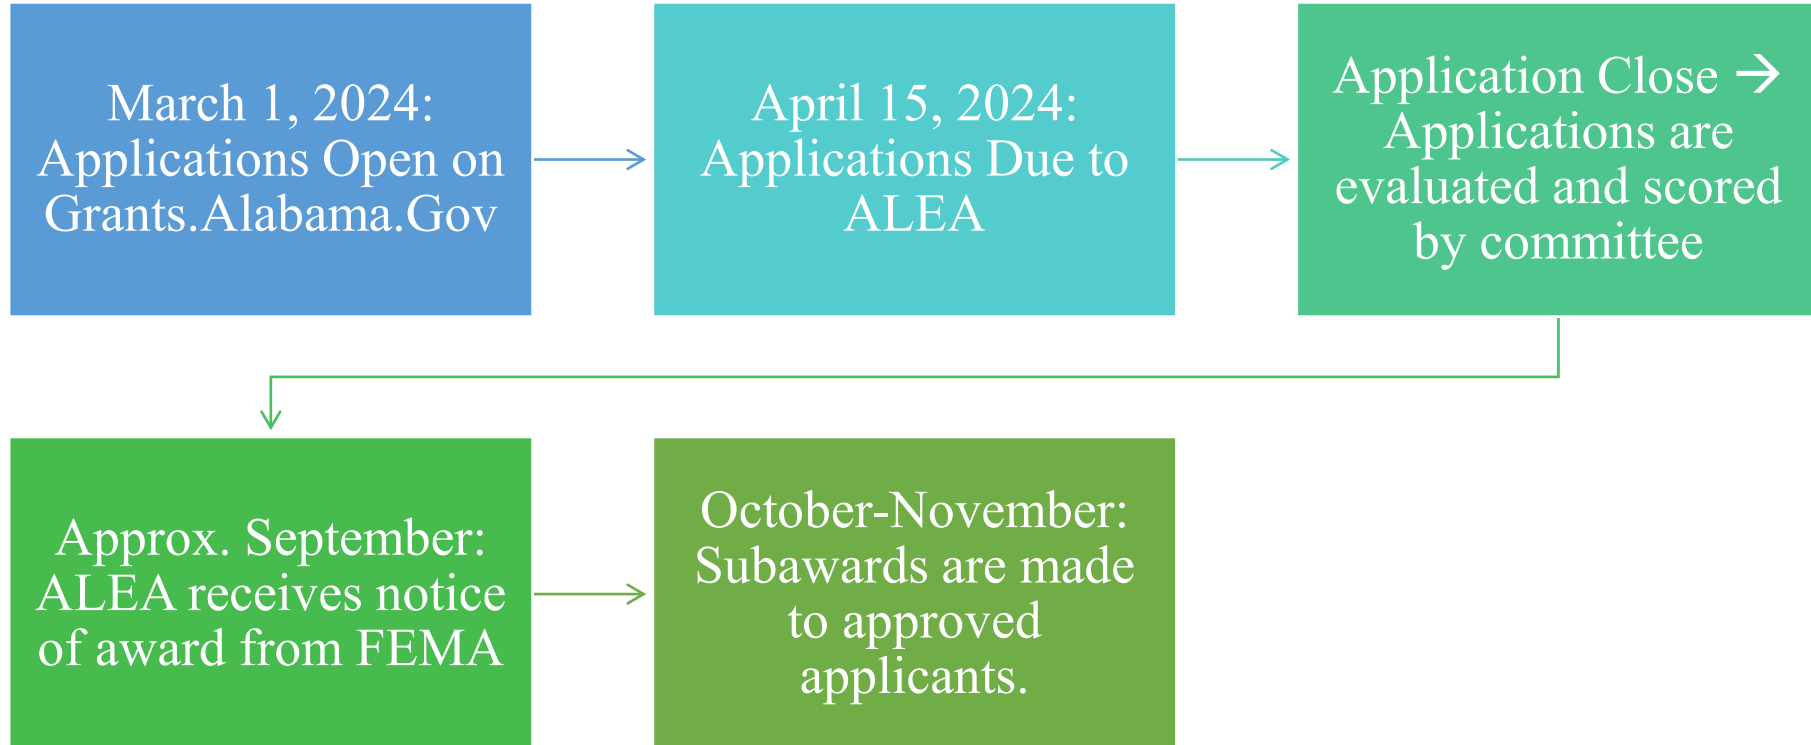 March 1, 2024:
Applications Open on
Grants.Alabama.Gov
April 15, 2024:
Applications Due to
ALEA
Application Close →
Applications are
evaluated and scored
by committee
Approx. September:
ALEA receives notice
of award from FEMA
October-November:
Subawards are made
to approved
applicants.